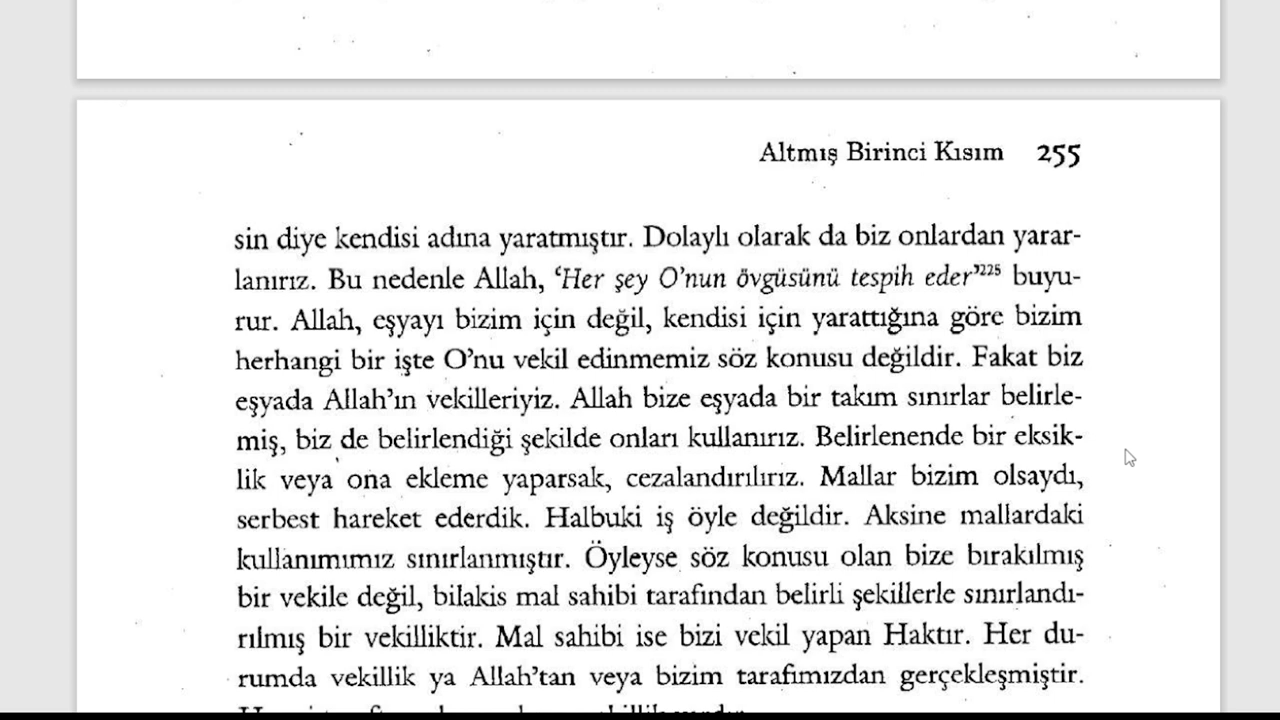 Altmış Birinci Kısım 255
sin diye kendisi adına yaratmıştır. Dolaylı olarak da biz onlardan yarar-
lanırız. Bu nedenle Allah, ‘Her şey O’nun övgüsünü tespih eder’²²⁵ buyu-
rur. Allah, eşyayı bizim için değil, kendisi için yarattığına göre bizim
herhangi bir işte O’nu vekil edinmemiz söz konusu değildir. Fakat biz
eşyada Allah’ın vekilleriyiz. Allah bize eşyada bir takım sınırlar belirle-
miş, biz de belirlendiği şekilde onları kullanırız. Belirlenende bir eksik-
lik veya ona ekleme yaparsak, cezalandırılırız. Mallar bizim olsaydı,
serbest hareket ederdik. Halbuki iş öyle değildir. Aksine mallardaki
kullanımımız sınırlanmıştır. Öyleyse söz konusu olan bize bırakılmış
bir vekile değil, bilakis mal sahibi tarafından belirli şekillerle sınırlandı-
rılmış bir vekilliktir. Mal sahibi ise bizi vekil yapan Haktır. Her du-
rumda vekillik ya Allah’tan veya bizim tarafımızdan gerçekleşmiştir.